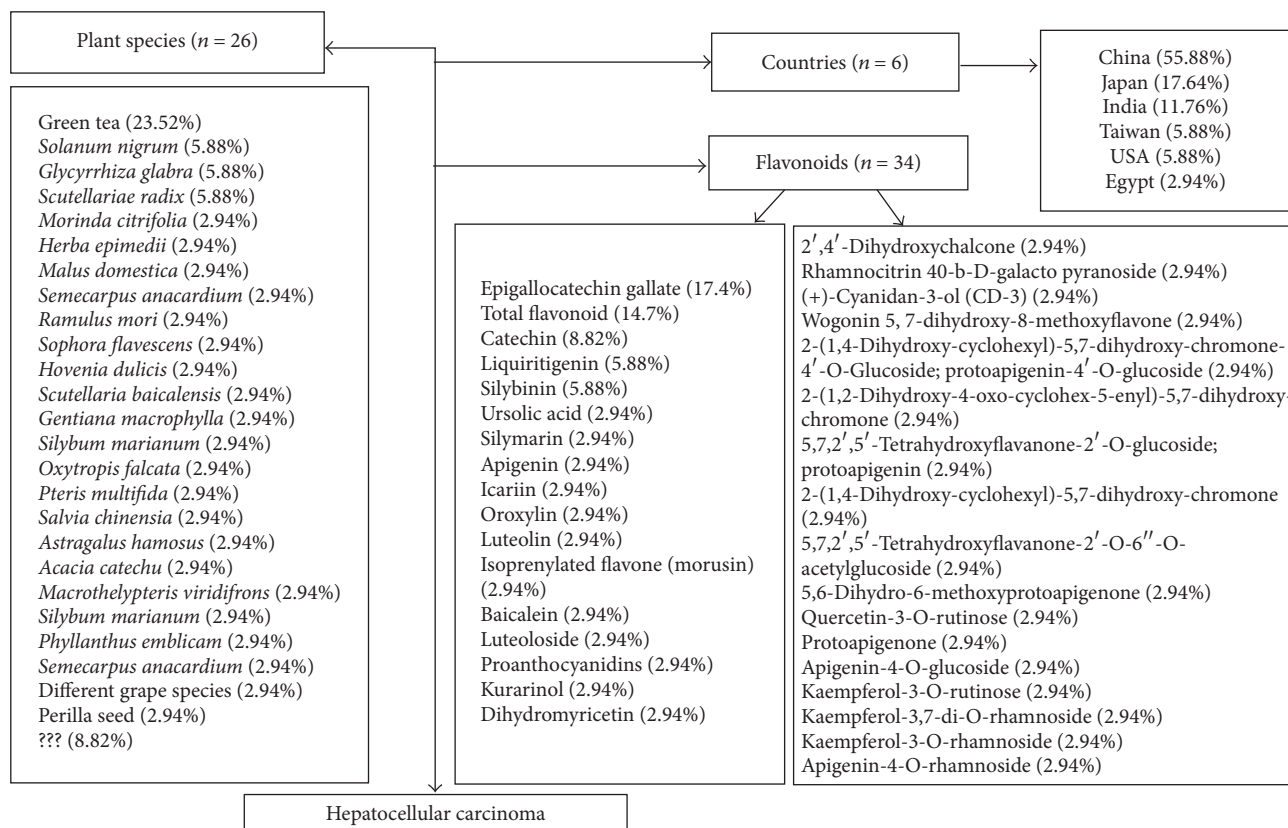 Plant species (n = 26)
Countries (n = 6)
China (55.88%)
Japan (17.64%)
India (11.76%)
Taiwan (5.88%)
USA (5.88%)
Egypt (2.94%)
Green tea (23.52%)
Solanum nigrum (5.88%)
Glycyrrhiza glabra (5.88%)
Scutellariae radix (5.88%)
Morinda citrifolia (2.94%)
Herba epimedii (2.94%)
Malus domestica (2.94%)
Semecarpus anacardium (2.94%)
Ramulus mori (2.94%)
Sophora flavescens (2.94%)
Hovenia dulicis (2.94%)
Scutellaria baicalensis (2.94%)
Gentiana macrophylla (2.94%)
Silybum marianum (2.94%)
Oxytropis falcata (2.94%)
Pteris multifida (2.94%)
Salvia chinensia (2.94%)
Astragalus hamosus (2.94%)
Acacia catechu (2.94%)
Macrothelypteris viridifrons (2.94%)
Silybum marianum (2.94%)
Phyllanthus emblicam (2.94%)
Semecarpus anacardium (2.94%)
Different grape species (2.94%)
Perilla seed (2.94%)
??? (8.82%)
Flavonoids (n = 34)
Epigallocatechin gallate (17.4%)
Total flavonoid (14.7%)
Catechin (8.82%)
Liquiritigenin (5.88%)
Silybinin (5.88%)
Ursolic acid (2.94%)
Silymarin (2.94%)
Apigenin (2.94%)
Icariin (2.94%)
Oroxylin (2.94%)
Luteolin (2.94%)
Isoprenylated flavone (morusin)
(2.94%)
Baicalein (2.94%)
Luteoloside (2.94%)
Proanthocyanidins (2.94%)
Kurarinol (2.94%)
Dihydromyricetin (2.94%)
2′,4′-Dihydroxychalcone (2.94%)
Rhamnocitrin 40-b-D-galacto pyranoside (2.94%)
(+)-Cyanidan-3-ol (CD-3) (2.94%)
Wogonin 5, 7-dihydroxy-8-methoxyflavone (2.94%)
2-(1,4-Dihydroxy-cyclohexyl)-5,7-dihydroxy-chromone-
4′-O-Glucoside; protoapigenin-4′-O-glucoside (2.94%)
2-(1,2-Dihydroxy-4-oxo-cyclohex-5-enyl)-5,7-dihydroxy-
chromone (2.94%)
5,7,2′,5′-Tetrahydroxyflavanone-2′-O-glucoside;
protoapigenin (2.94%)
2-(1,4-Dihydroxy-cyclohexyl)-5,7-dihydroxy-chromone
(2.94%)
5,7,2′,5′-Tetrahydroxyflavanone-2′-O-6″-O-
acetylglucoside (2.94%)
5,6-Dihydro-6-methoxyprotoapigenone (2.94%)
Quercetin-3-O-rutinose (2.94%)
Protoapigenone (2.94%)
Apigenin-4-O-glucoside (2.94%)
Kaempferol-3-O-rutinose (2.94%)
Kaempferol-3,7-di-O-rhamnoside (2.94%)
Kaempferol-3-O-rhamnoside (2.94%)
Apigenin-4-O-rhamnoside (2.94%)
Hepatocellular carcinoma